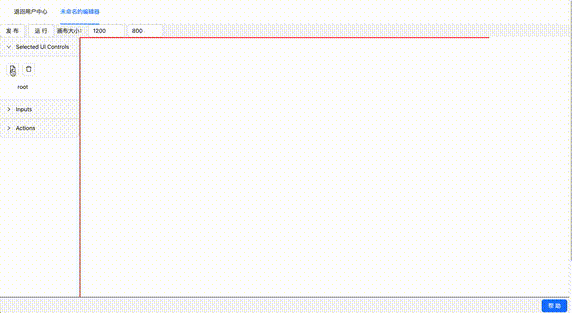 返回用户中心 未命名的编辑器
发 布 运 行 画布大小: 1200 800
Selected UI Controls
root
Inputs
Actions
帮 助